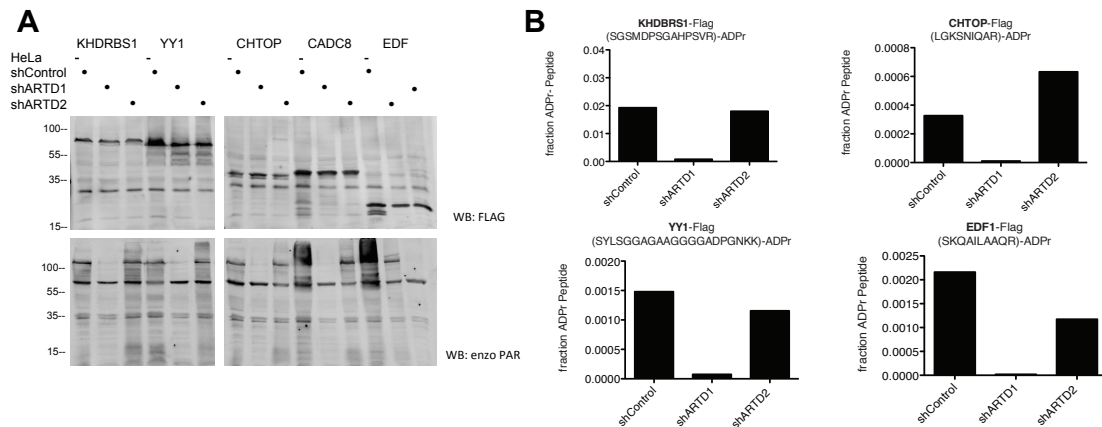 A
KHDRBS1 YY1 CHTOP CADC8 EDF
HeLa - - - - -
shControl • • • • •
shARTD1 • • • • •
shARTD2 • • • • •
100--
55--
35--
15--
WB: FLAG
100--
55--
35--
15--
WB: enzo PAR
B
KHDBRS1-Flag
(SGSMDPSGAHPSVR)-ADPr
fraction ADPr- Peptide
0.04
0.03
0.02
0.01
0.00
shControl
shARTD1
shARTD2
CHTOP-Flag
(LGKSNIQAR)-ADPr
fraction ADPr Peptide
0.0008
0.0006
0.0004
0.0002
0.0000
shControl
shARTD1
shARTD2
YY1-Flag
(SYLSGGAGAAGGGGADPGNKK)-ADPr
fraction ADPr Peptide
0.0020
0.0015
0.0010
0.0005
0.0000
shControl
shARTD1
shARTD2
EDF1-Flag
(SKQAILAAQR)-ADPr
fraction ADPr Peptide
0.0025
0.0020
0.0015
0.0010
0.0005
0.0000
shControl
shARTD1
shARTD2